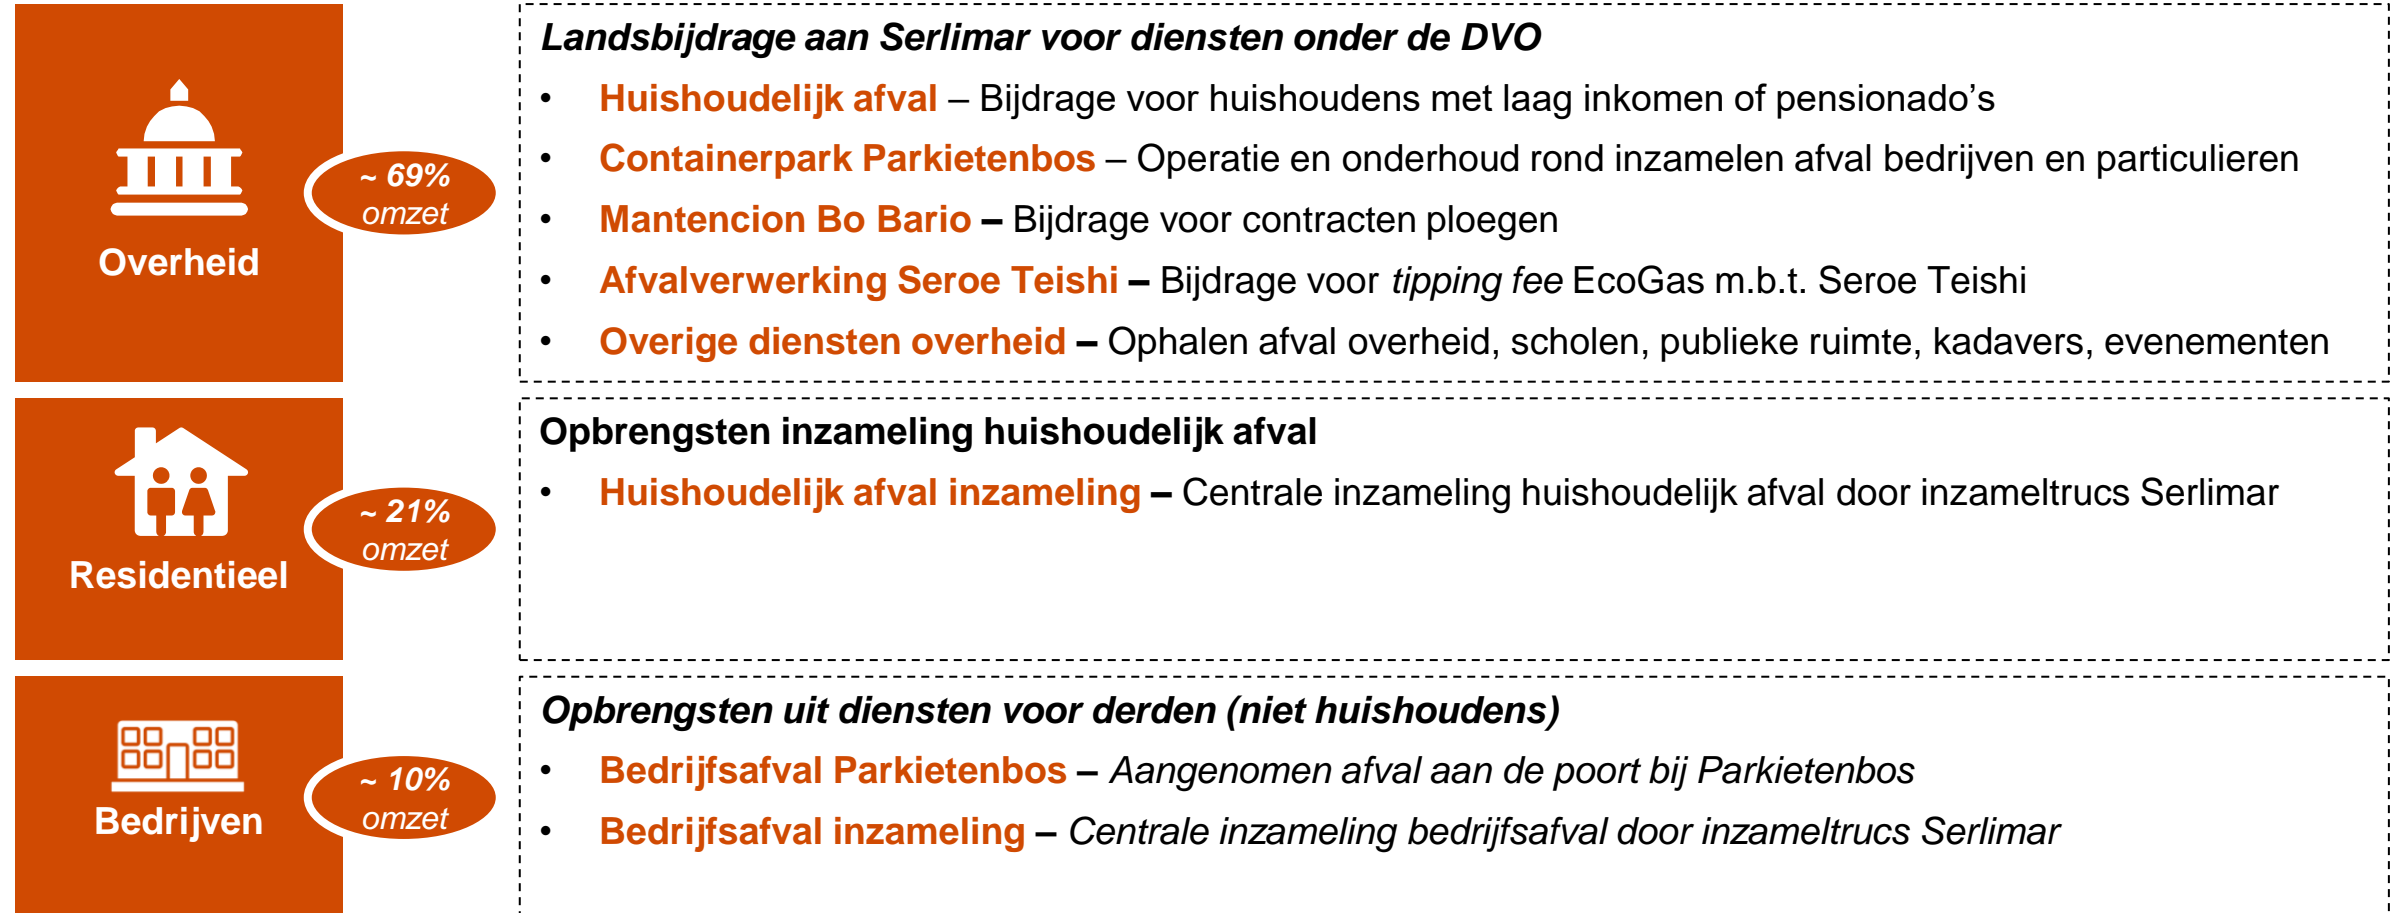 Overheid
~ 69%
omzet
Landsbijdrage aan Serlimar voor diensten onder de DVO
• Huishoudelijk afval – Bijdrage voor huishoudens met laag inkomen of pensionado’s
• Containerpark Parkietenbos – Operatie en onderhoud rond inzamelen afval bedrijven en particulieren
• Mantencion Bo Bario – Bijdrage voor contracten ploegen
• Afvalverwerking Seroe Teishi – Bijdrage voor tipping fee EcoGas m.b.t. Seroe Teishi
• Overige diensten overheid – Ophalen afval overheid, scholen, publieke ruimte, kadavers, evenementen
Residentieel
~ 21%
omzet
Opbrengsten inzameling huishoudelijk afval
• Huishoudelijk afval inzameling – Centrale inzameling huishoudelijk afval door inzameltrucs Serlimar
Bedrijven
~ 10%
omzet
Opbrengsten uit diensten voor derden (niet huishoudens)
• Bedrijfsafval Parkietenbos – Aangenomen afval aan de poort bij Parkietenbos
• Bedrijfsafval inzameling – Centrale inzameling bedrijfsafval door inzameltrucs Serlimar